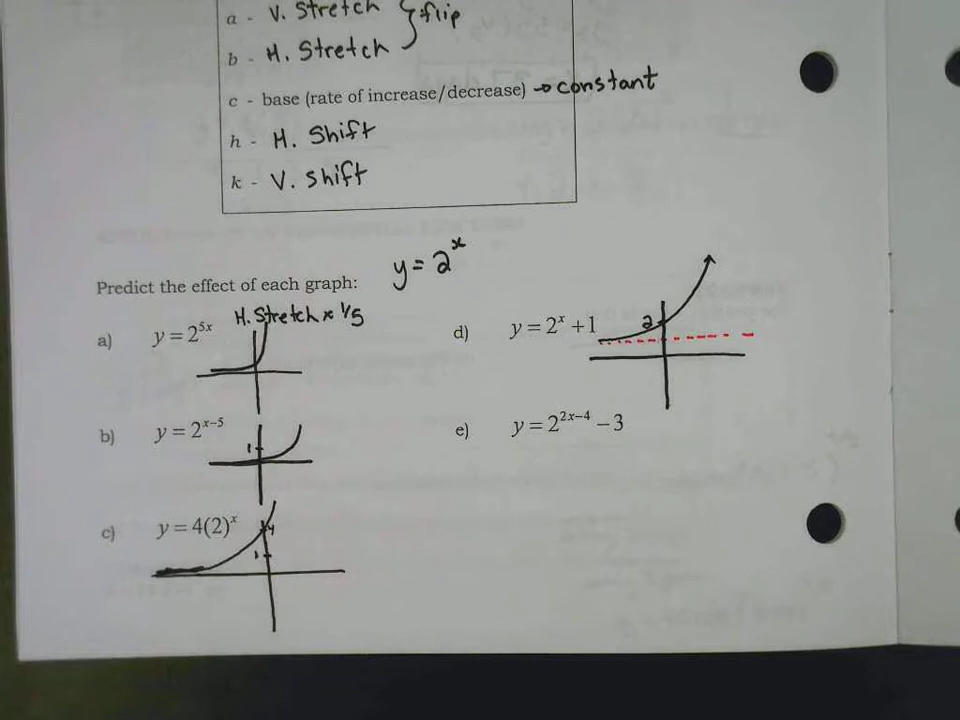 a - V. Stretch } flip
b - H. Stretch
c - base (rate of increase/decrease) → constant
h - H. Shift
k - V. shift
Predict the effect of each graph: y = 2^x
H. Stretch × 1/5
a) y = 2^{5x}
d) y = 2^x + 1
2
b) y = 2^{x-5}
1
e) y = 2^{2x-4} - 3
c) y = 4(2)^x
4
1